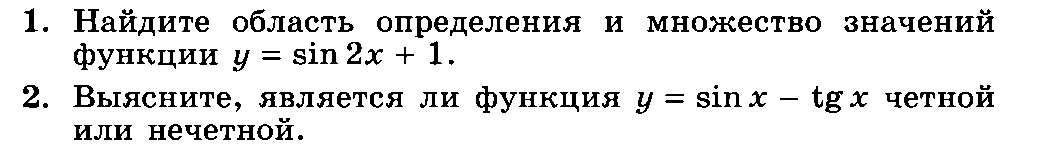 1. Найдите область определения и множество значений
функции y = sin 2x + 1.
2. Выясните, является ли функция y = sin x − tg x четной
или нечетной.